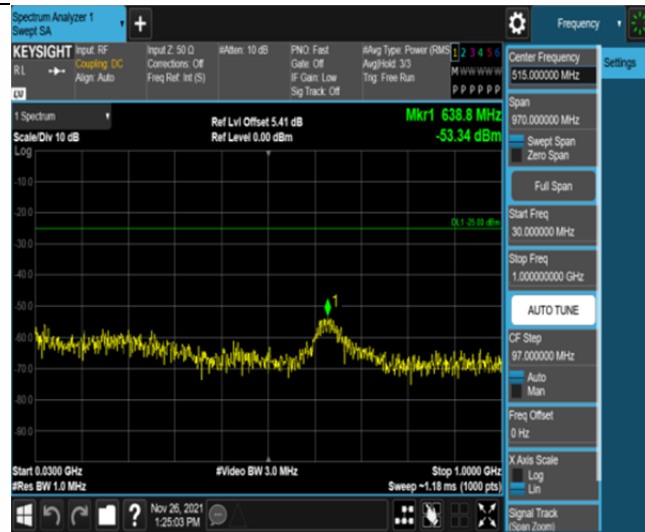 Spectrum Analyzer 1
Swept SA
Frequency
KEYSIGHT
RL
LXI
Input: RF
Coupling: DC
Align: Auto
Input Z: 50 Ω
Corrections: Off
Freq Ref: Int (S)
#Atten: 10 dB
PNO: Fast
Gate: Off
IF Gain: Low
Sig Track: Off
#Avg Type: Power (RMS
Avg|Hold: 3/3
Trig: Free Run
1 2 3 4 5 6
M W W W W W
P P P P P P
Center Frequency
515.000000 MHz
Settings
Span
970.000000 MHz
Swept Span
Zero Span
Full Span
Start Freq
30.000000 MHz
Stop Freq
1.000000000 GHz
AUTO TUNE
CF Step
97.000000 MHz
Auto
Man
Freq Offset
0 Hz
X Axis Scale
Log
Lin
Signal Track
(Span Zoom)
1 Spectrum
Scale/Div 10 dB
Log
Ref Lvl Offset 5.41 dB
Ref Level 0.00 dBm
Mkr1 638.8 MHz
-53.34 dBm
-10.0
-20.0
DL1 -25.00 dBm
-30.0
-40.0
-50.0
1
-60.0
-70.0
-80.0
-90.0
Start 0.0300 GHz
#Video BW 3.0 MHz
Stop 1.0000 GHz
#Res BW 1.0 MHz
Sweep ~1.18 ms (1000 pts)
?
Nov 26, 2021
1:25:03 PM